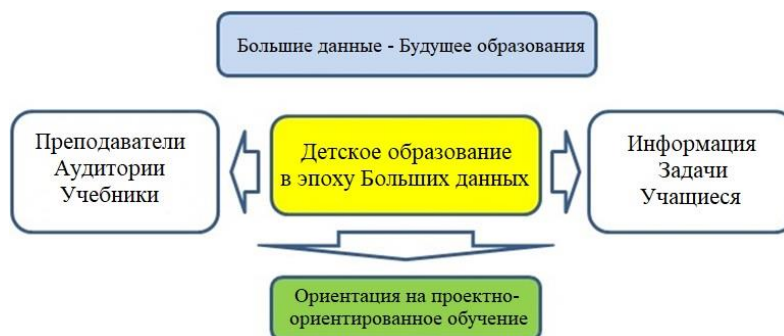 Большие данные - Будущее образования
Преподаватели
Аудитории
Учебники
Детское образование
в эпоху Больших данных
Информация
Задачи
Учащиеся
Ориентация на проектно-
ориентированное обучение